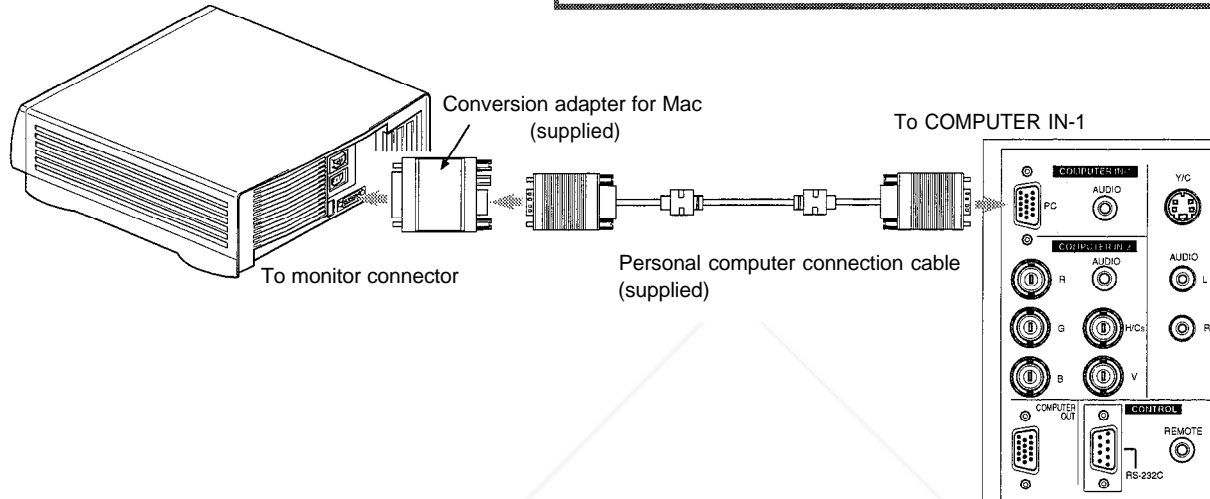 Conversion adapter for Mac
(supplied)
To COMPUTER IN-1
To monitor connector
Personal computer connection cable
(supplied)
COMPUTER IN-1
AUDIO
Y/C
PC
COMPUTER IN-2
AUDIO
AUDIO
R
L
G
H/Cs
R
B
V
COMPUTER
OUT
CONTROL
REMOTE
RS-232C